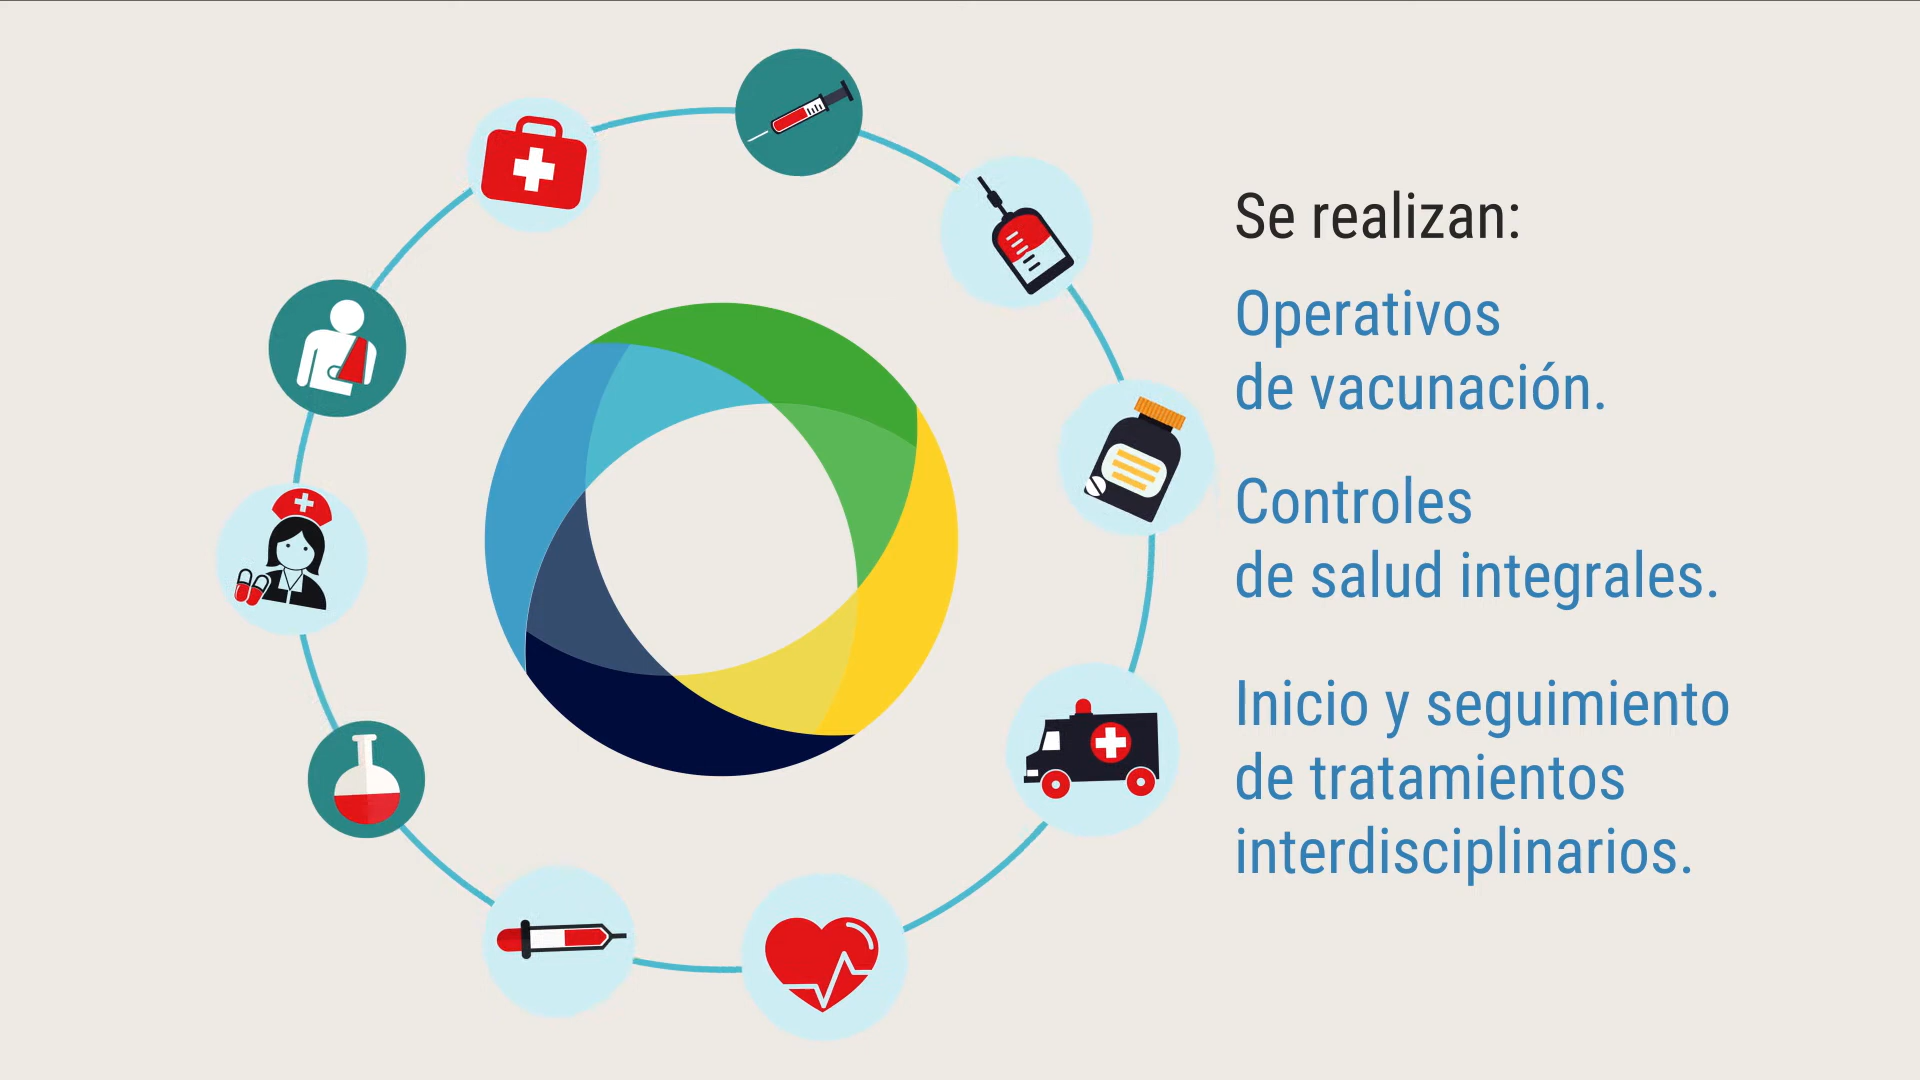 Se realizan:
Operativos
de vacunación.
Controles
de salud integrales.
Inicio y seguimiento
de tratamientos
interdisciplinarios.